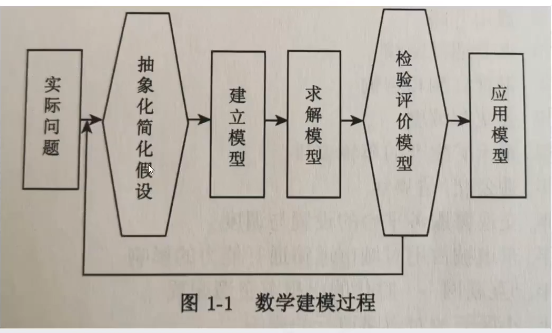 实际问题
抽象化简化假设
建立模型
求解模型
检验评价模型
应用模型
图 1-1 数学建模过程